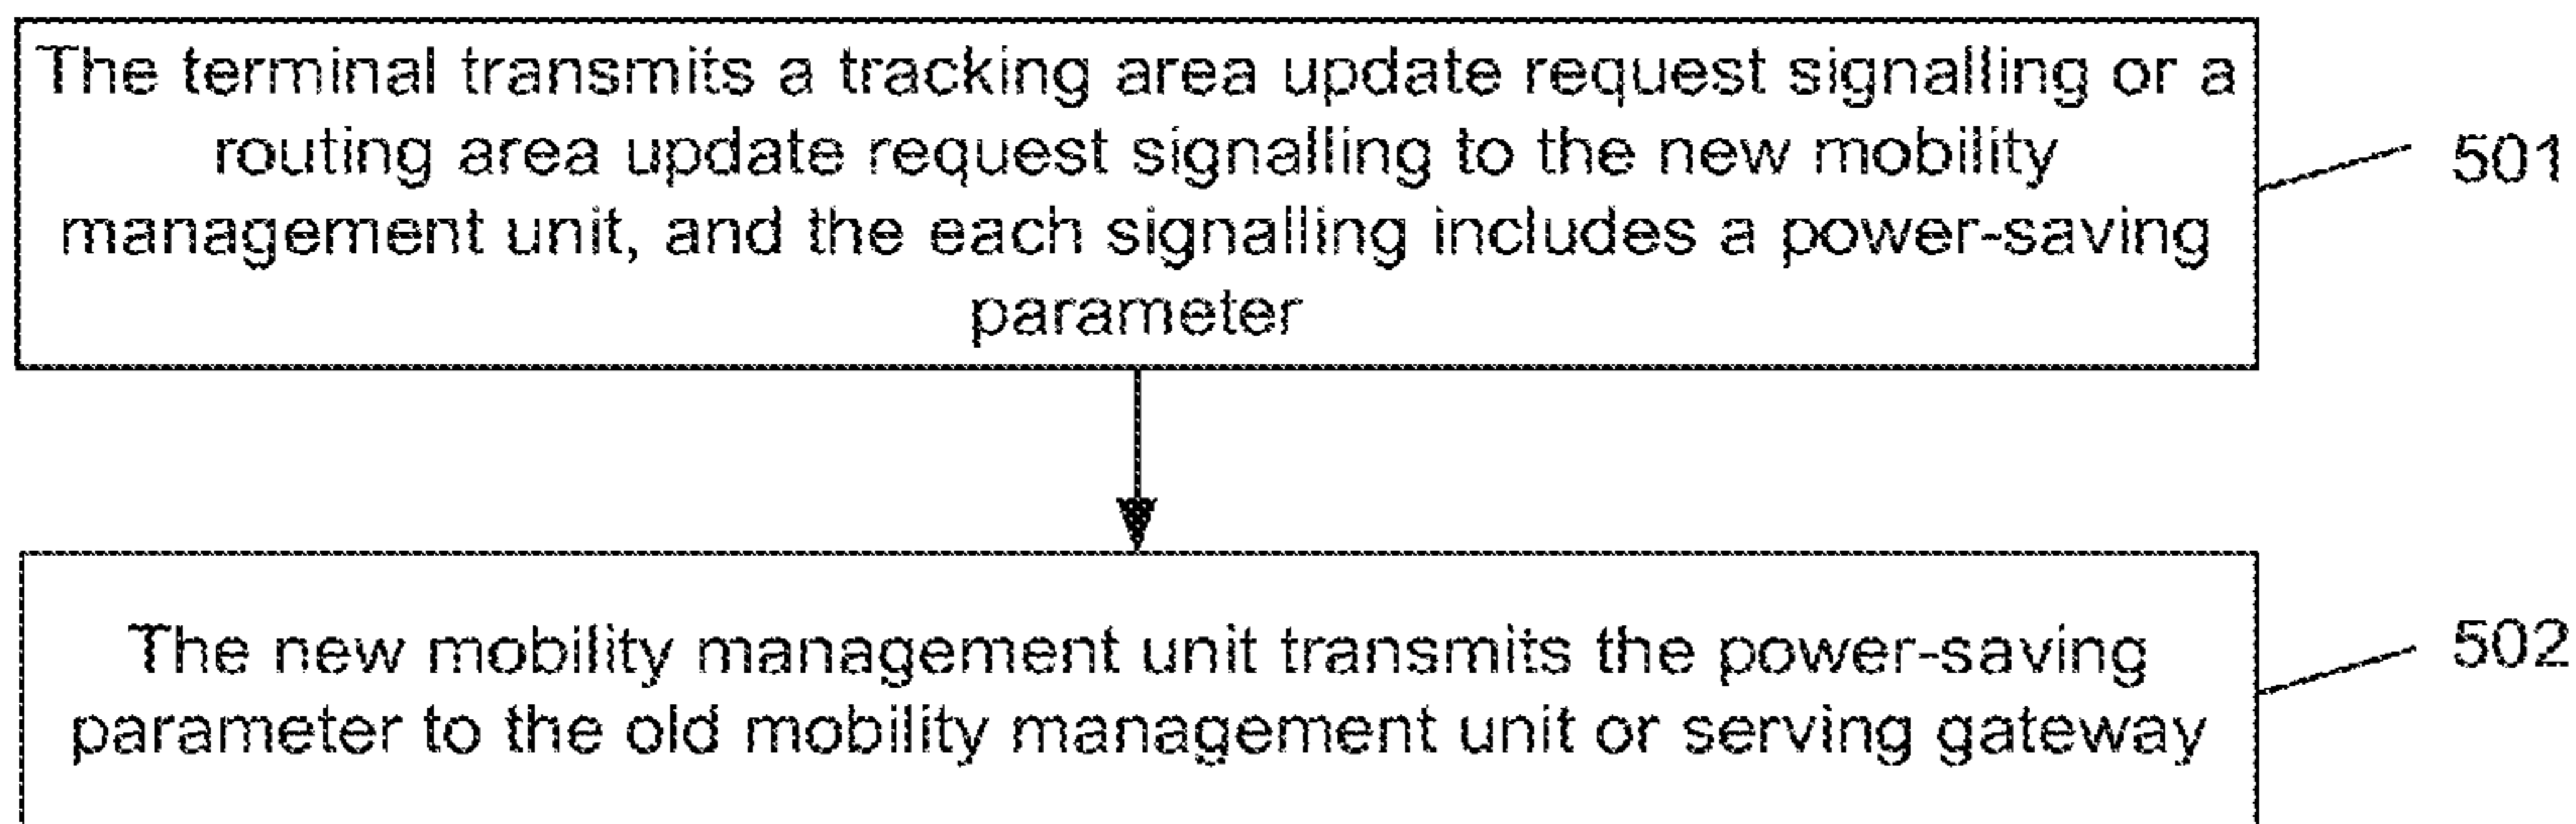 The terminal transmits a tracking area update request signalling or a
routing area update request signalling to the new mobility
management unit, and the each signalling includes a power-saving
parameter
501
The new mobility management unit transmits the power-saving
parameter to the old mobility management unit or serving gateway
502